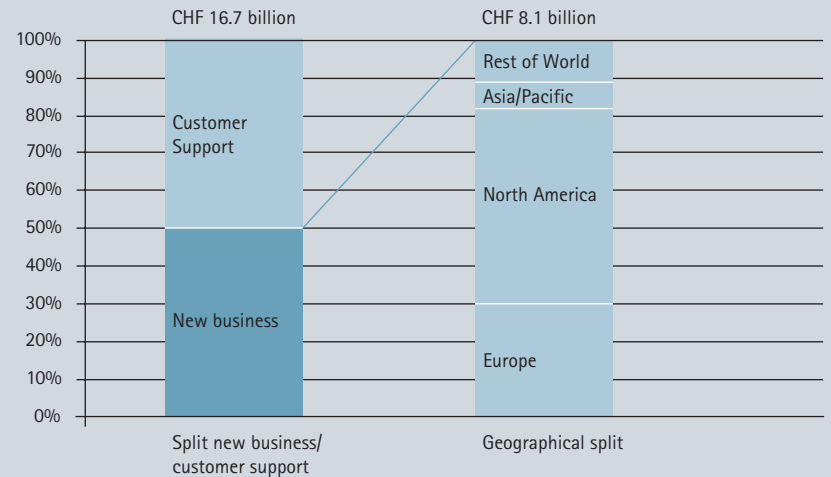 CHF 16.7 billion
CHF 8.1 billion
100%
90%
80%
70%
60%
50%
40%
30%
20%
10%
0%
Customer
Support
New business
Rest of World
Asia/Pacific
North America
Europe
Split new business/
customer support
Geographical split